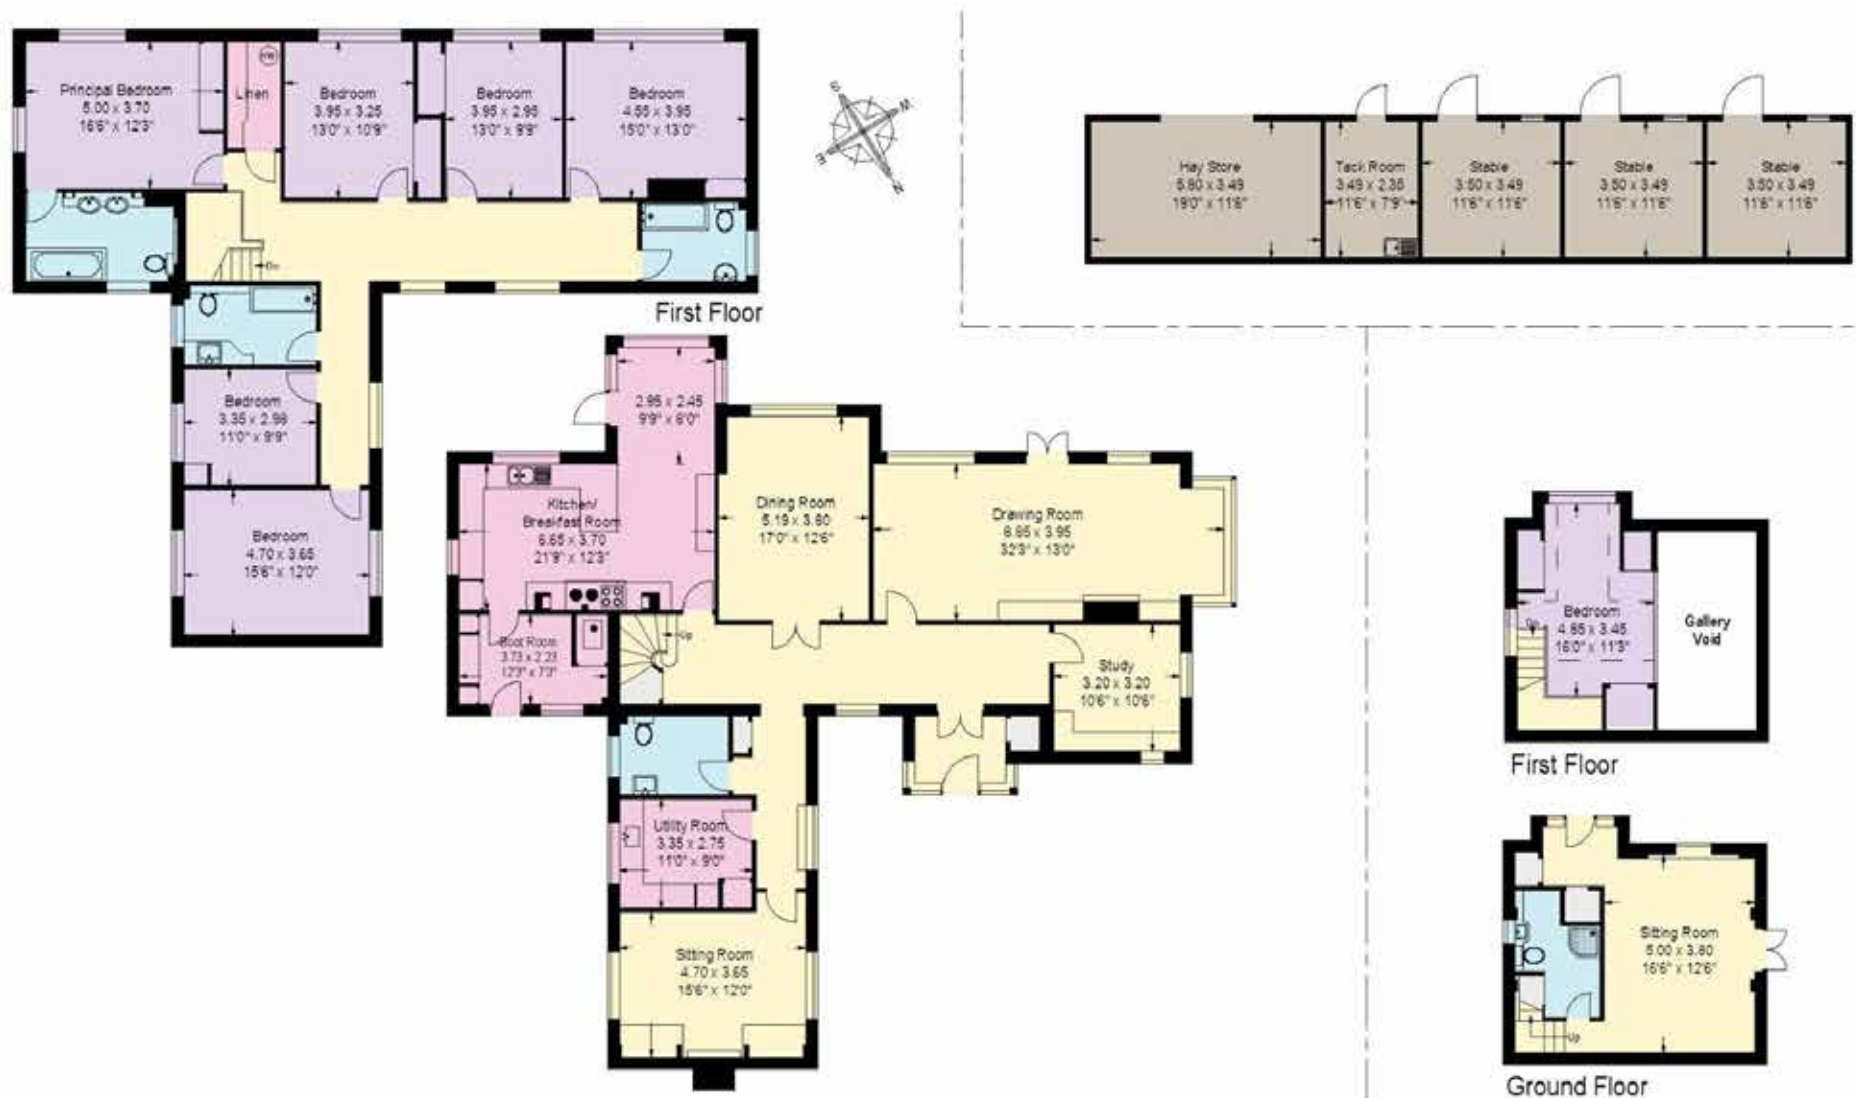 Principal Bedroom
5.00 x 3.70
16'6" x 12'3"
Linen
HW
Bedroom
3.95 x 3.25
13'0" x 10'9"
Bedroom
3.95 x 2.95
13'0" x 9'9"
Bedroom
4.55 x 3.95
15'0" x 13'0"
Dn
First Floor
Bedroom
3.35 x 2.98
11'0" x 9'9"
Bedroom
4.70 x 3.65
15'6" x 12'0"
S
W
E
N
Hay Store
5.80 x 3.49
19'0" x 11'6"
Tack Room
3.49 x 2.35
11'6" x 7'9"
Stable
3.50 x 3.49
11'6" x 11'6"
Stable
3.50 x 3.49
11'6" x 11'6"
Stable
3.50 x 3.49
11'6" x 11'6"
2.95 x 2.45
9'9" x 8'0"
Kitchen/
Breakfast Room
6.65 x 3.70
21'9" x 12'3"
Dining Room
5.19 x 3.80
17'0" x 12'6"
Drawing Room
8.85 x 3.95
32'3" x 13'0"
Boot Room
3.73 x 2.23
12'3" x 7'3"
Up
Study
3.20 x 3.20
10'6" x 10'6"
Utility Room
3.35 x 2.75
11'0" x 9'0"
Sitting Room
4.70 x 3.65
15'6" x 12'0"
Bedroom
4.85 x 3.45
16'0" x 11'3"
Dn
Gallery
Void
First Floor
Sitting Room
5.00 x 3.80
16'6" x 12'6"
Up
Ground Floor